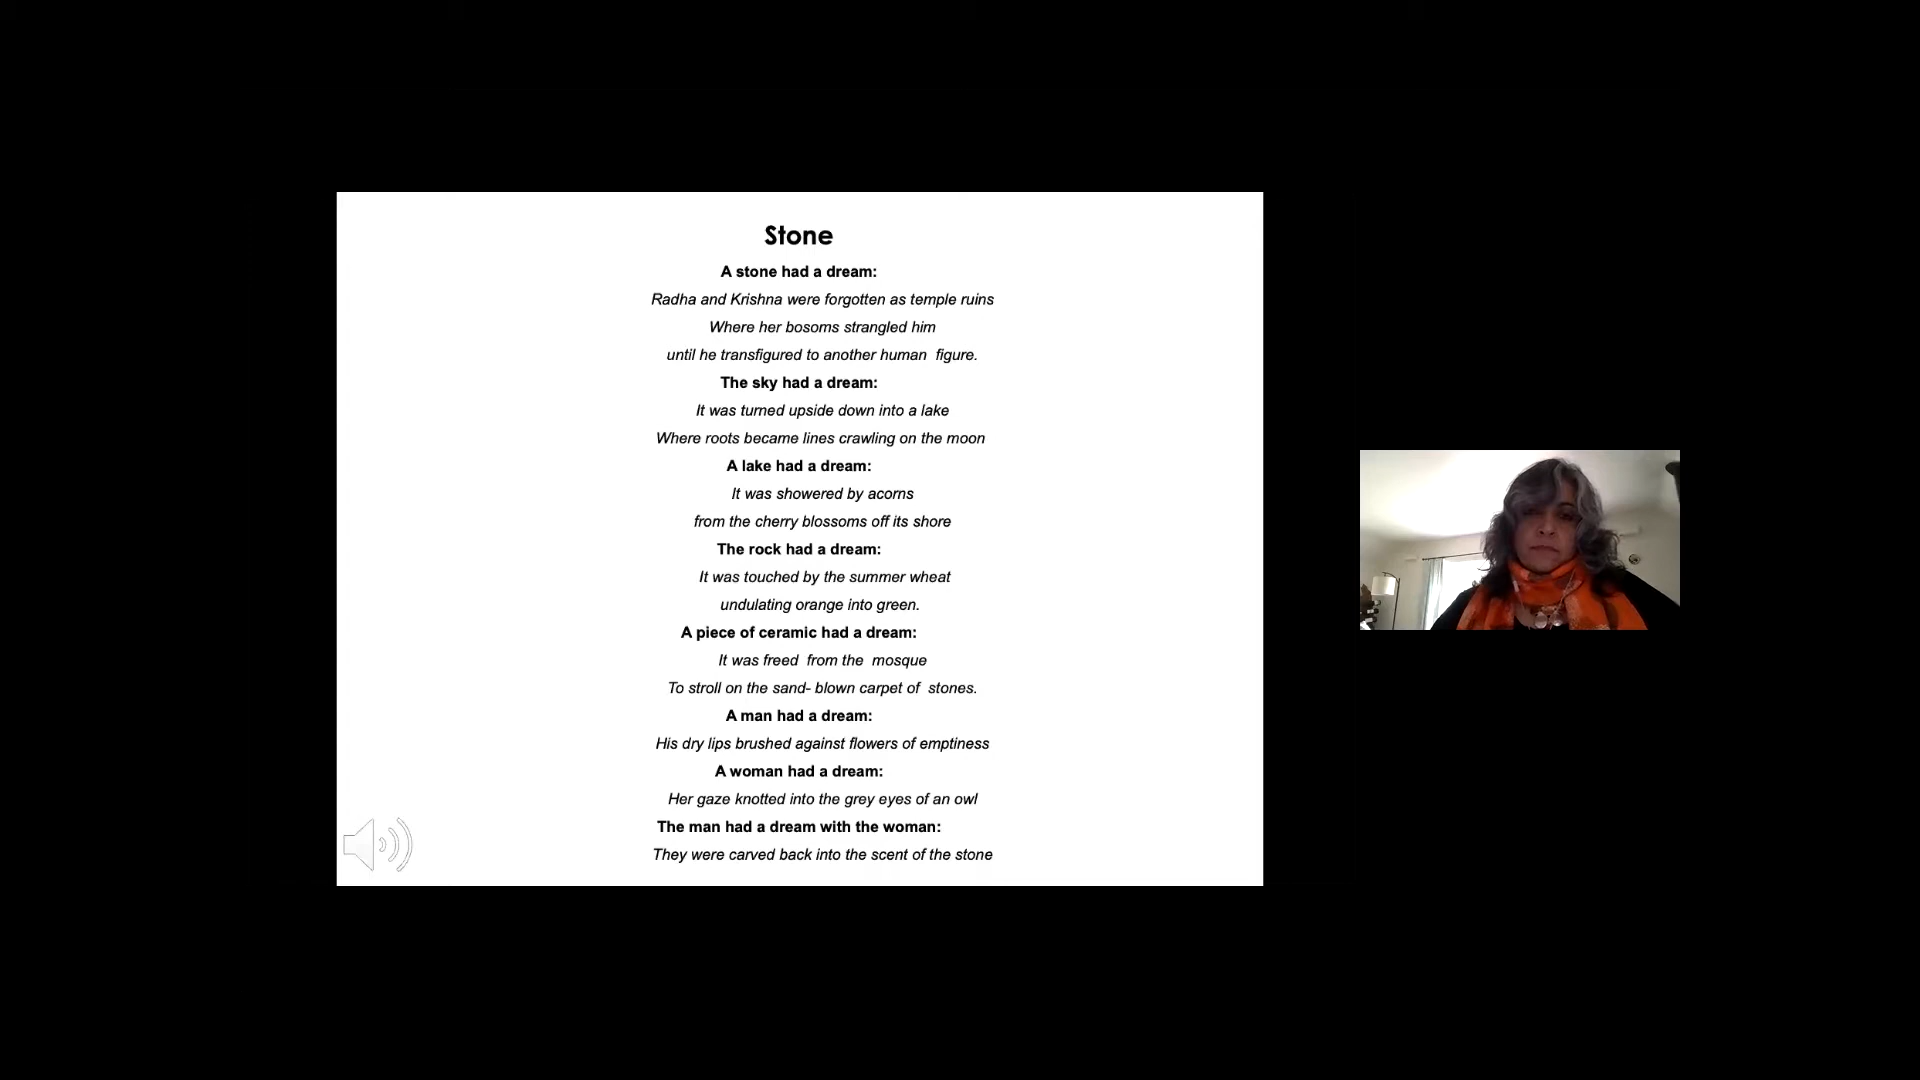 Stone
A stone had a dream:
Radha and Krishna were forgotten as temple ruins
Where her bosoms strangled him
until he transfigured to another human  figure.
The sky had a dream:
It was turned upside down into a lake
Where roots became lines crawling on the moon
A lake had a dream:
It was showered by acorns
from the cherry blossoms off its shore
The rock had a dream:
It was touched by the summer wheat
undulating orange into green.
A piece of ceramic had a dream:
It was freed  from the  mosque
To stroll on the sand- blown carpet of  stones.
A man had a dream:
His dry lips brushed against flowers of emptiness
A woman had a dream:
Her gaze knotted into the grey eyes of an owl
The man had a dream with the woman:
They were carved back into the scent of the stone